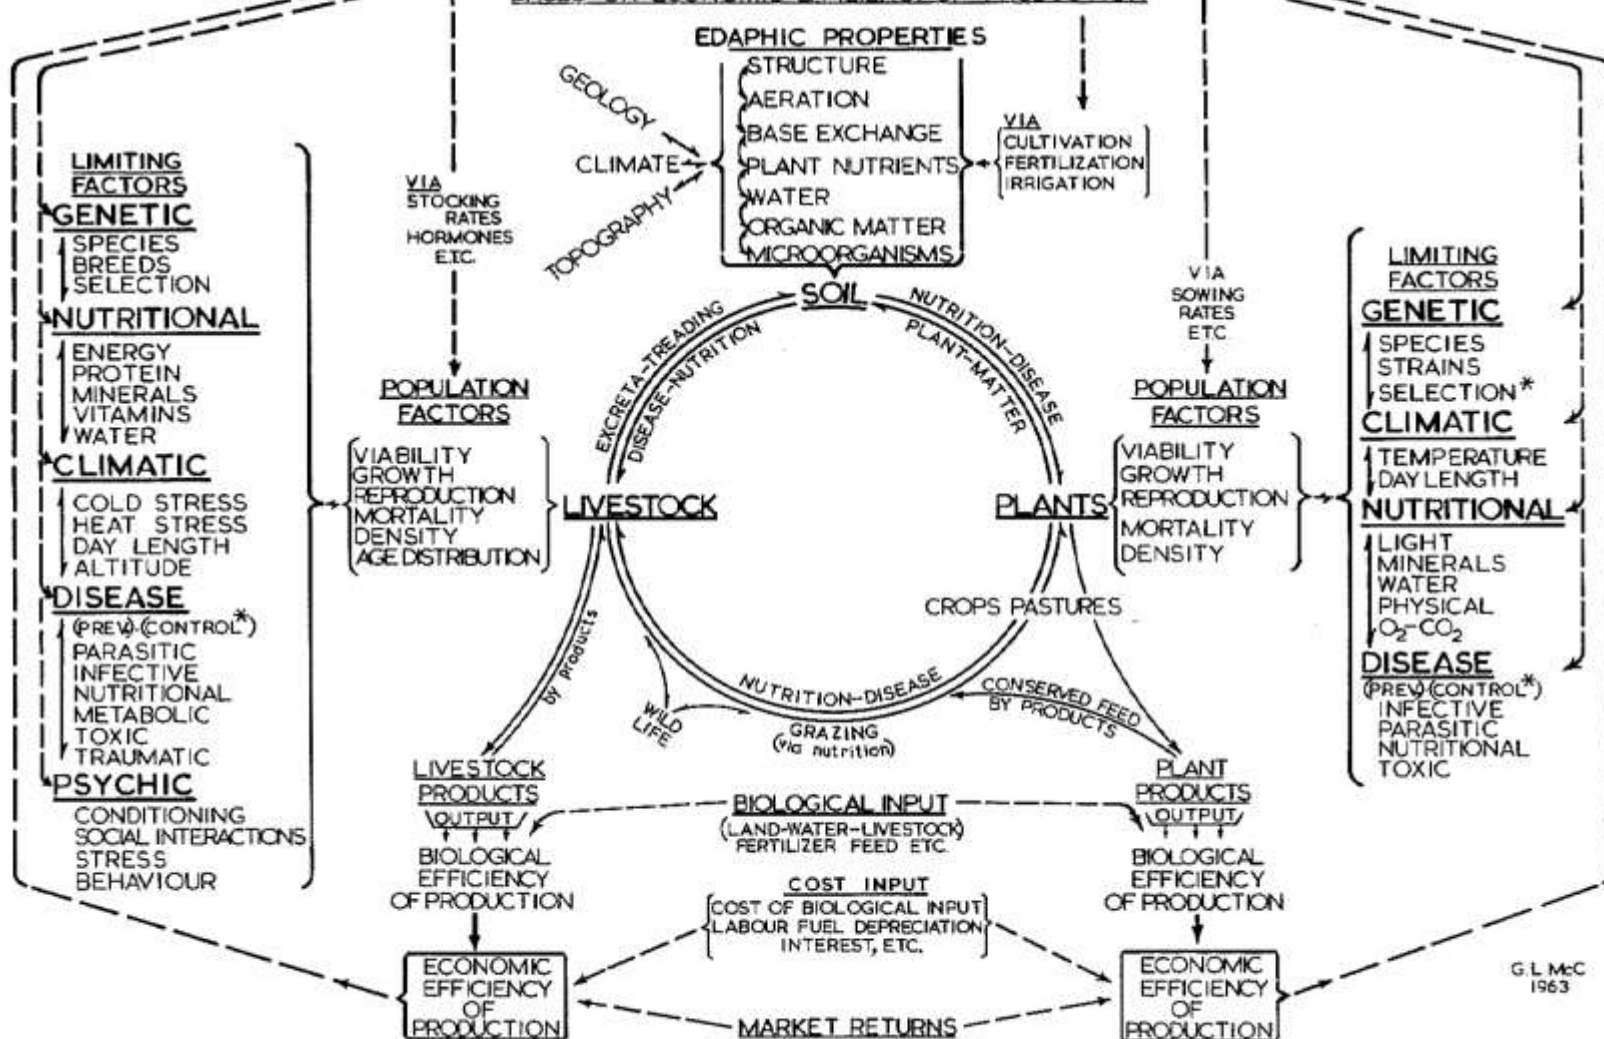 EDAPHIC PROPERTIES
STRUCTURE
AERATION
BASE EXCHANGE
PLANT NUTRIENTS
WATER
ORGANIC MATTER
MICROORGANISMS
GEOLOGY
CLIMATE
TOPOGRAPHY
VIA
CULTIVATION
FERTILIZATION
IRRIGATION
LIMITING
FACTORS
GENETIC
SPECIES
BREEDS
SELECTION
NUTRITIONAL
ENERGY
PROTEIN
MINERALS
VITAMINS
WATER
CLIMATIC
COLD STRESS
HEAT STRESS
DAY LENGTH
ALTITUDE
DISEASE
(PREV.)-(CONTROL*)
PARASITIC
INFECTIVE
NUTRITIONAL
METABOLIC
TOXIC
TRAUMATIC
PSYCHIC
CONDITIONING
SOCIAL INTERACTIONS
STRESS
BEHAVIOUR
VIA
STOCKING
RATES
HORMONES
E.T.C.
POPULATION
FACTORS
VIABILITY
GROWTH
REPRODUCTION
MORTALITY
DENSITY
AGE DISTRIBUTION
LIVESTOCK
SOIL
EXCRETA-TREADING
DISEASE-NUTRITION
NUTRITION-DISEASE
PLANT-MATTER
PLANTS
VIA
SOWING
RATES
ETC
POPULATION
FACTORS
VIABILITY
GROWTH
REPRODUCTION
MORTALITY
DENSITY
LIMITING
FACTORS
GENETIC
SPECIES
STRAINS
SELECTION*
CLIMATIC
TEMPERATURE
DAY LENGTH
NUTRITIONAL
LIGHT
MINERALS
WATER
PHYSICAL
O₂-CO₂
DISEASE
(PREV)-(CONTROL*)
INFECTIVE
PARASITIC
NUTRITIONAL
TOXIC
CROPS PASTURES
by products
WILD
LIFE
NUTRITION-DISEASE
GRAZING
(via nutrition)
CONSERVED FEED
BY PRODUCTS
LIVESTOCK
PRODUCTS
OUTPUT
BIOLOGICAL
EFFICIENCY
OF PRODUCTION
ECONOMIC
EFFICIENCY
OF
PRODUCTION
BIOLOGICAL INPUT
(LAND-WATER-LIVESTOCK)
FERTILIZER FEED ETC.
COST INPUT
COST OF BIOLOGICAL INPUT
LABOUR FUEL DEPRECIATION
INTEREST, ETC.
MARKET RETURNS
PLANT
PRODUCTS
OUTPUT
BIOLOGICAL
EFFICIENCY
OF PRODUCTION
ECONOMIC
EFFICIENCY
OF
PRODUCTION
G.L McC
1963